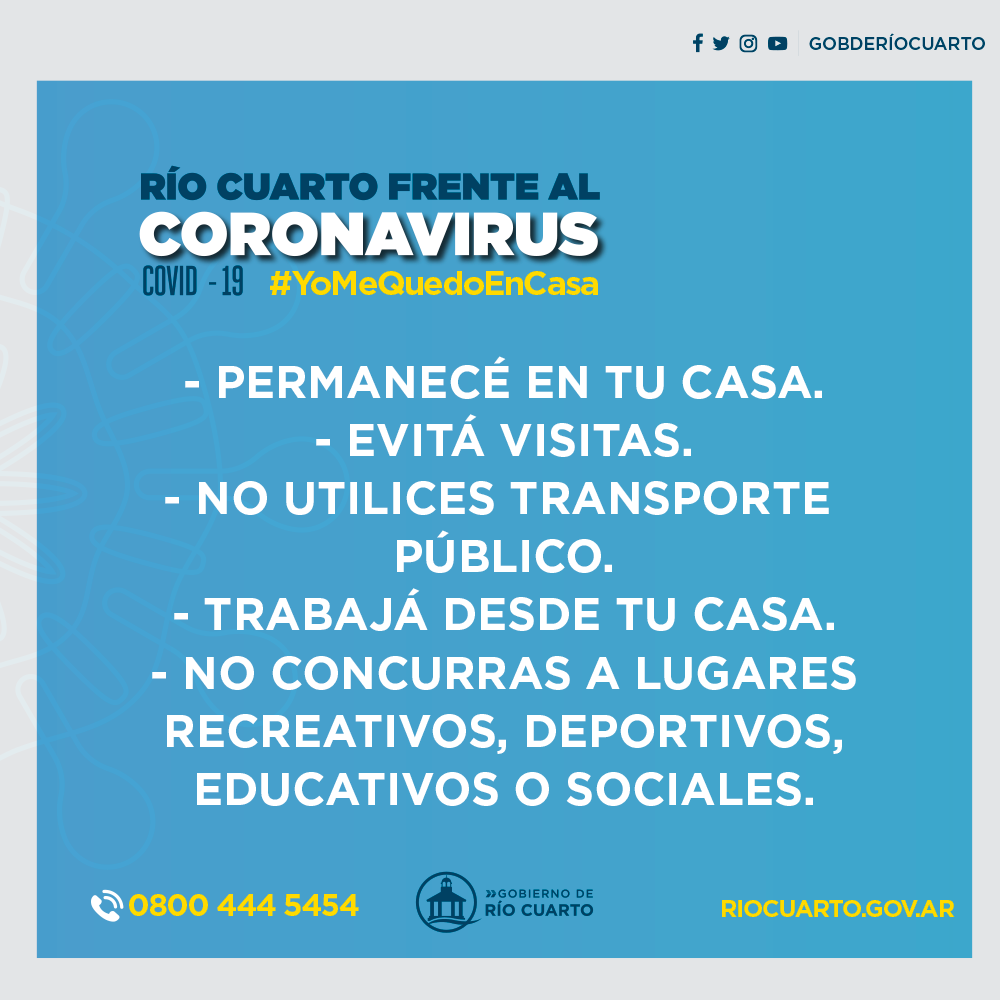 GOBDERÍOCUARTO
RÍO CUARTO FRENTE AL
CORONAVIRUS
COVID - 19 #YoMeQuedoEnCasa
- PERMANECÉ EN TU CASA.
- EVITÁ VISITAS.
- NO UTILICES TRANSPORTE
PÚBLICO.
- TRABAJÁ DESDE TU CASA.
- NO CONCURRAS A LUGARES
RECREATIVOS, DEPORTIVOS,
EDUCATIVOS O SOCIALES.
0800 444 5454
»GOBIERNO DE
RÍO CUARTO
RIOCUARTO.GOV.AR